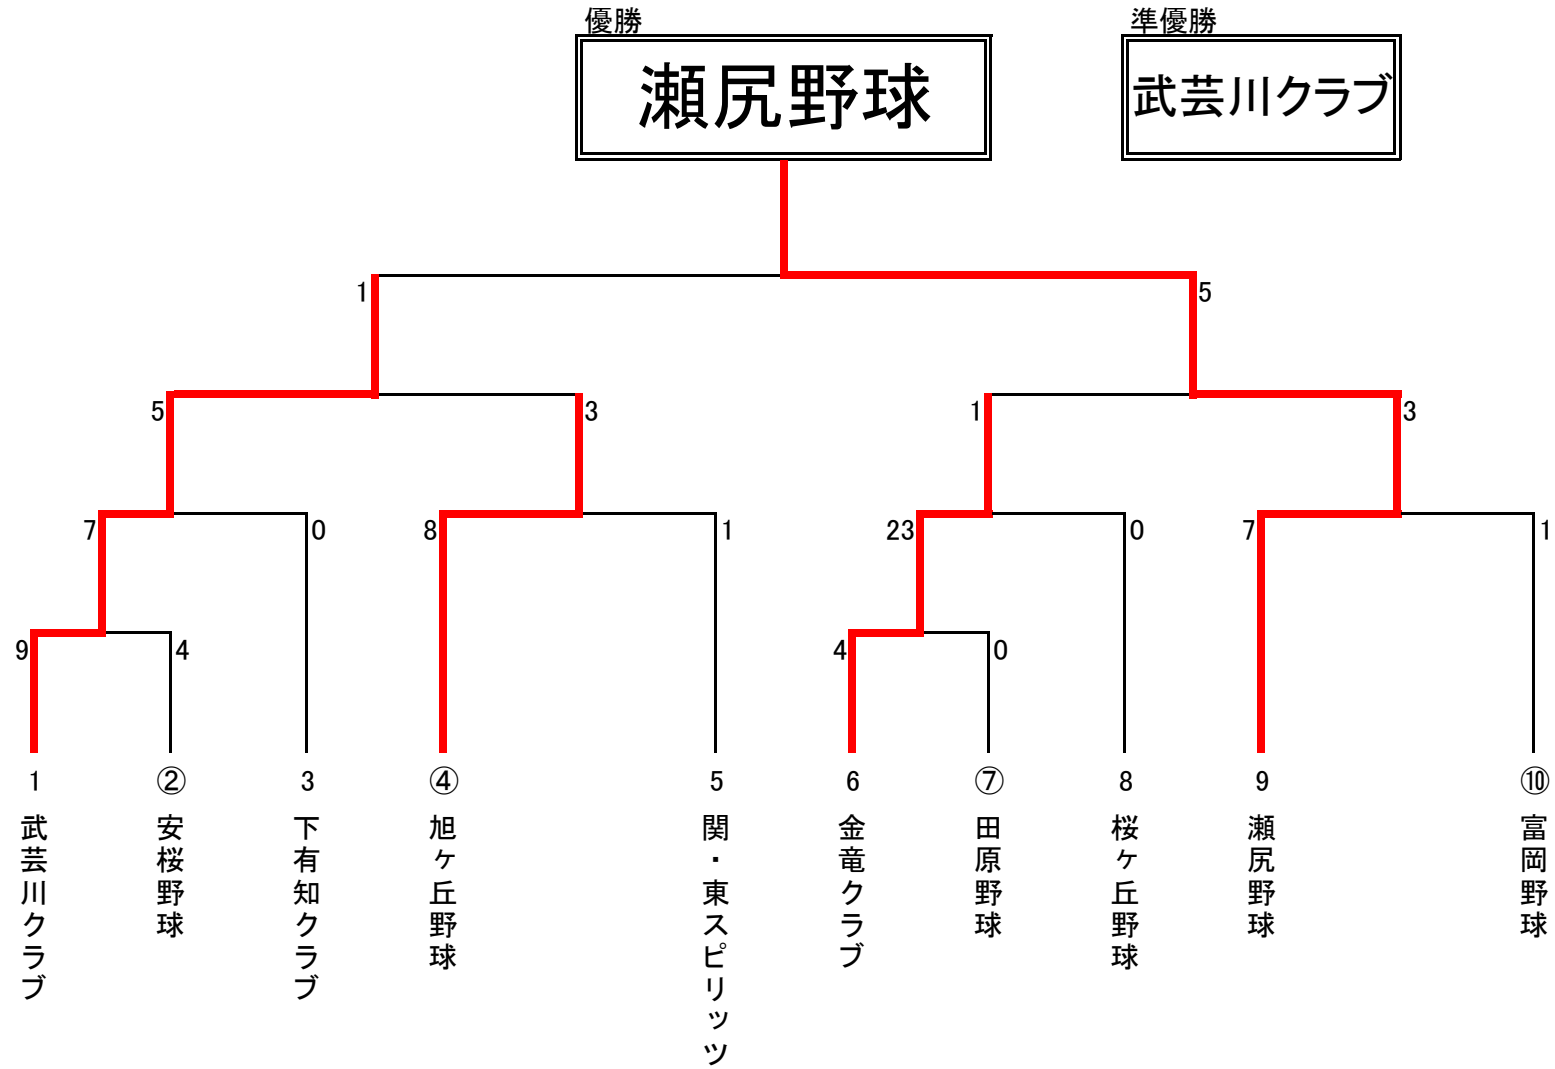 優勝
準優勝
瀬尻野球
武芸川クラブ
1
5
5
3
1
3
7
0
8
1
23
0
7
1
9
4
4
0
1
②
3
④
5
6
⑦
8
9
⑩
武芸川クラブ
安桜野球
下有知クラブ
旭ヶ丘野球
関・東スピリッツ
金竜クラブ
田原野球
桜ヶ丘野球
瀬尻野球
富岡野球